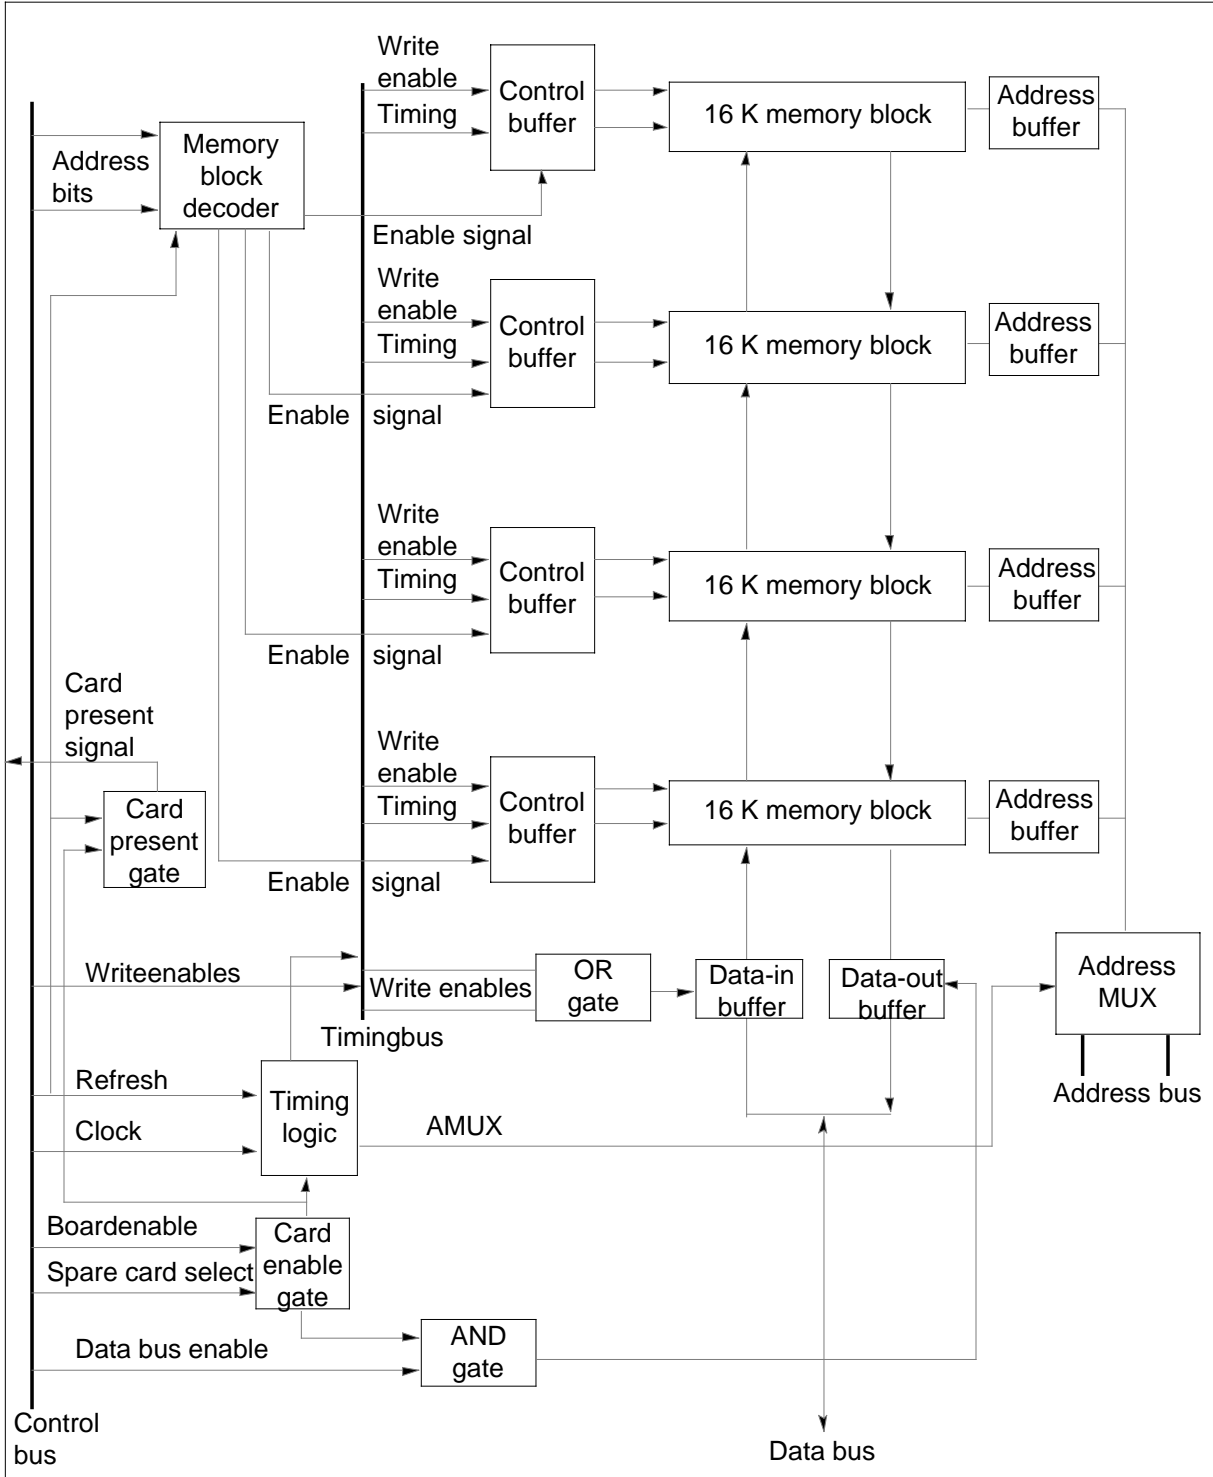 Write
enable
Timing
Control
buffer
16 K memory block
Address
buffer
Address
bits
Memory
block
decoder
Enable signal
Write
enable
Timing
Control
buffer
16 K memory block
Address
buffer
Enable signal
Write
enable
Timing
Control
buffer
16 K memory block
Address
buffer
Enable signal
Card
present
signal
Write
enable
Timing
Control
buffer
16 K memory block
Address
buffer
Card
present
gate
Enable signal
Writeenables
Write enables
OR
gate
Data-in
buffer
Data-out
buffer
Address
MUX
Timingbus
Refresh
Clock
Timing
logic
AMUX
Address bus
Boardenable
Spare card select
Card
enable
gate
Data bus enable
AND
gate
Control
bus
Data bus